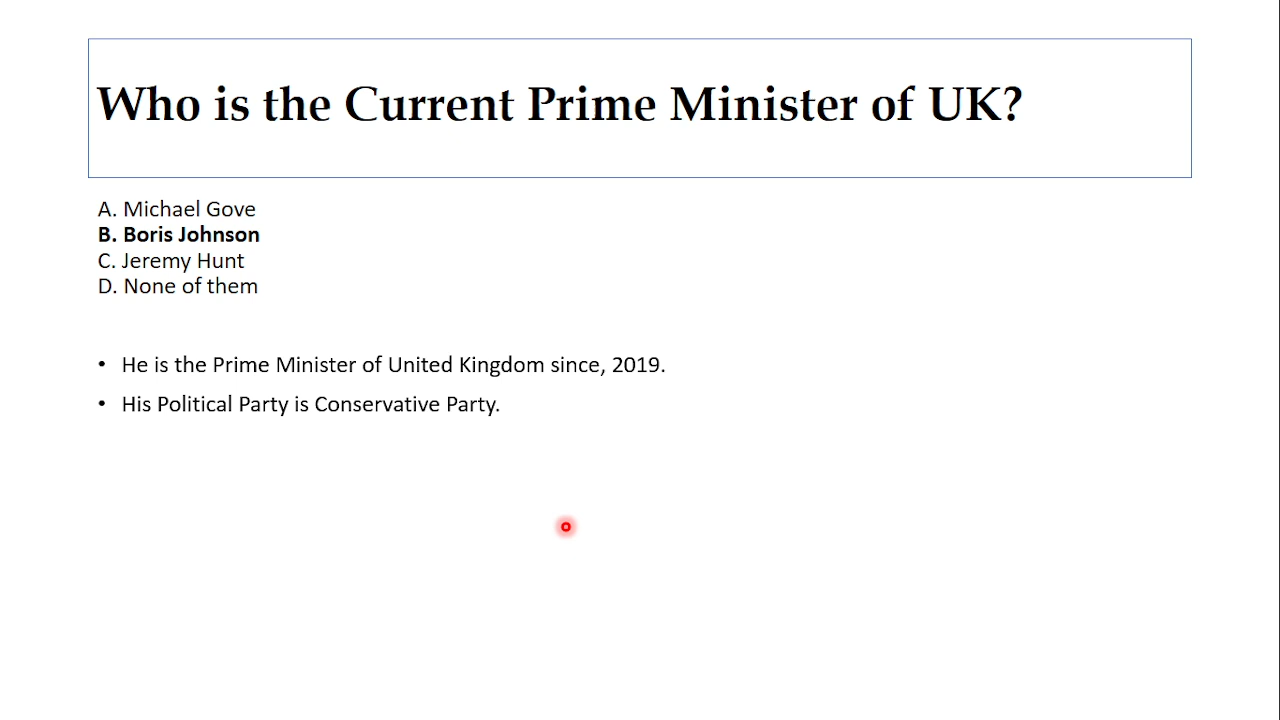 Who is the Current Prime Minister of UK?
A. Michael Gove
B. Boris Johnson
C. Jeremy Hunt
D. None of them
• He is the Prime Minister of United Kingdom since, 2019.
• His Political Party is Conservative Party.